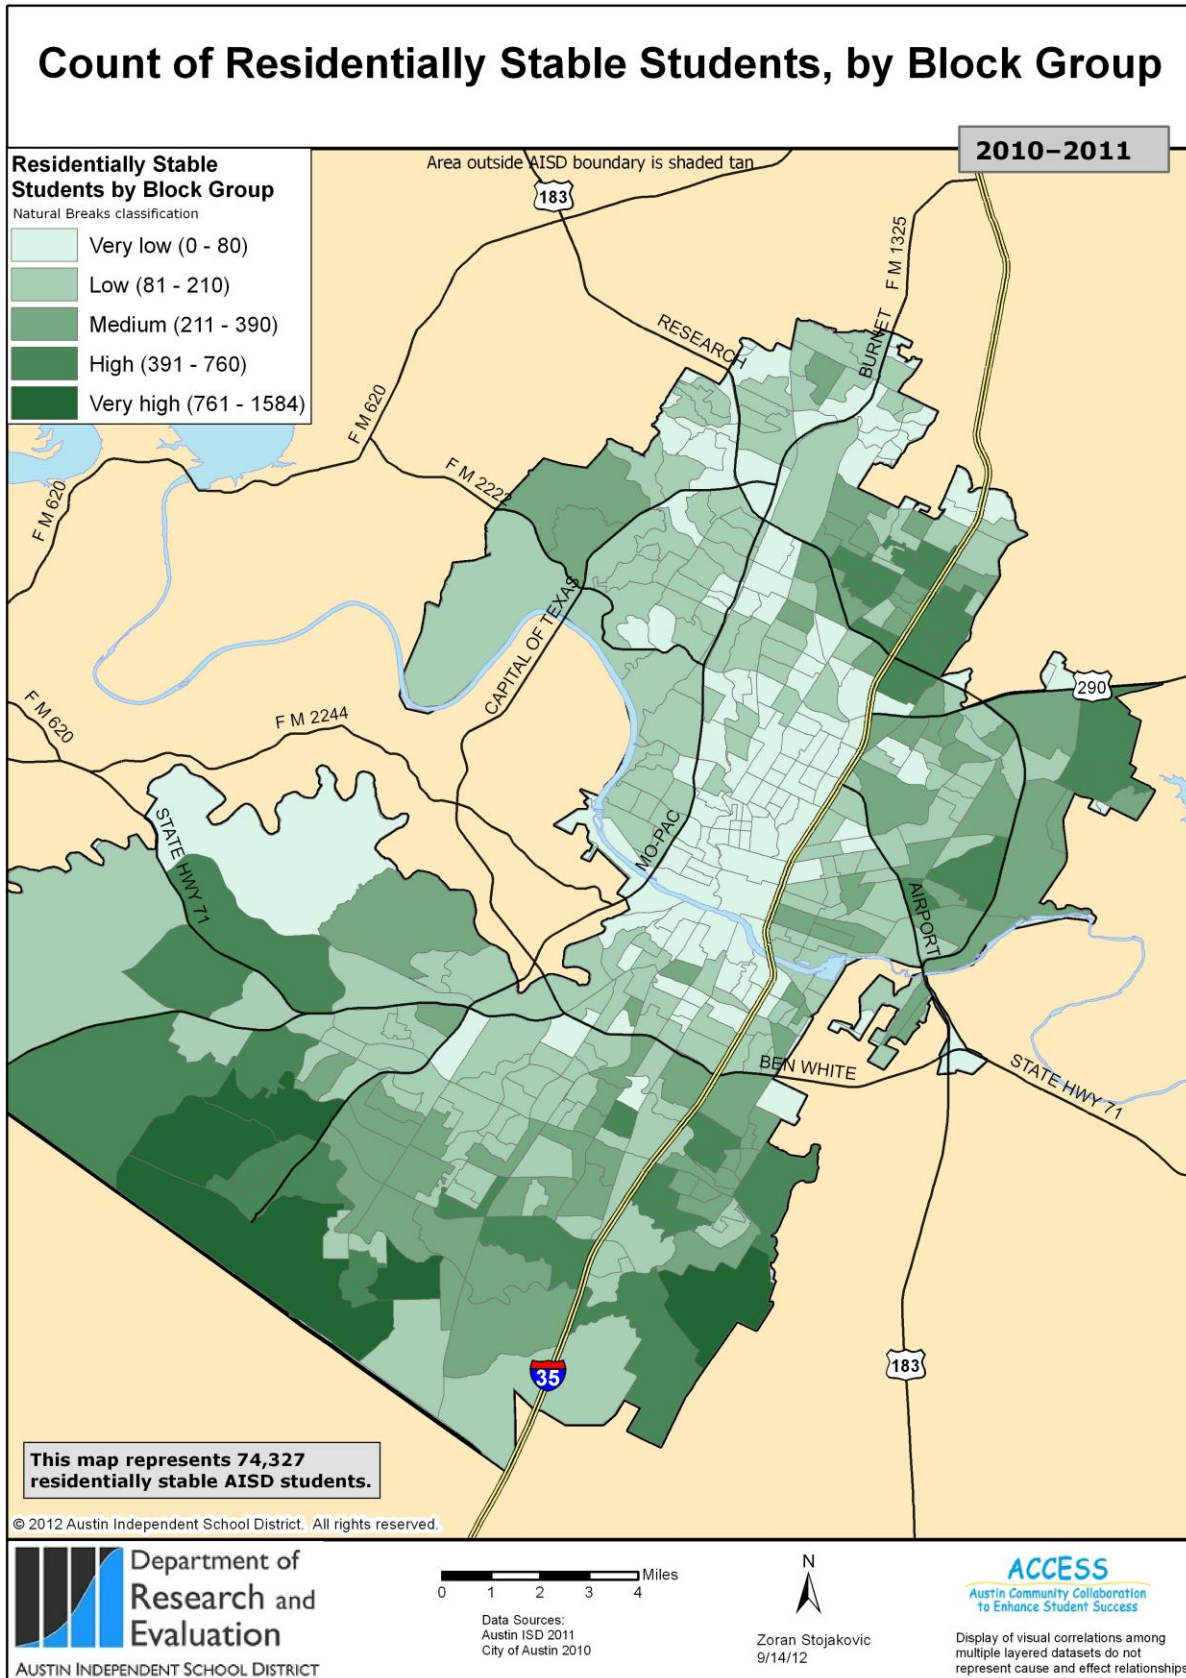 Count of Residentially Stable Students, by Block Group
2010–2011
Area outside AISD boundary is shaded tan
Residentially Stable
Students by Block Group
Natural Breaks classification
Very low (0 - 80)
Low (81 - 210)
Medium (211 - 390)
High (391 - 760)
Very high (761 - 1584)
183
F M 1325
BURNET
RESEARCH
F M 620
F M 2222
F M 620
CAPITAL OF TEXAS
290
F M 620
F M 2244
STATE HWY 71
MO-PAC
AIRPORT
BEN WHITE
STATE HWY 71
35
183
This map represents 74,327
residentially stable AISD students.
© 2012 Austin Independent School District. All rights reserved.
Department of
Research and
Evaluation
AUSTIN INDEPENDENT SCHOOL DISTRICT
Miles
0 1 2 3 4
Data Sources:
Austin ISD 2011
City of Austin 2010
N
Zoran Stojakovic
9/14/12
ACCESS
Austin Community Collaboration
to Enhance Student Success
Display of visual correlations among
multiple layered datasets do not
represent cause and effect relationships